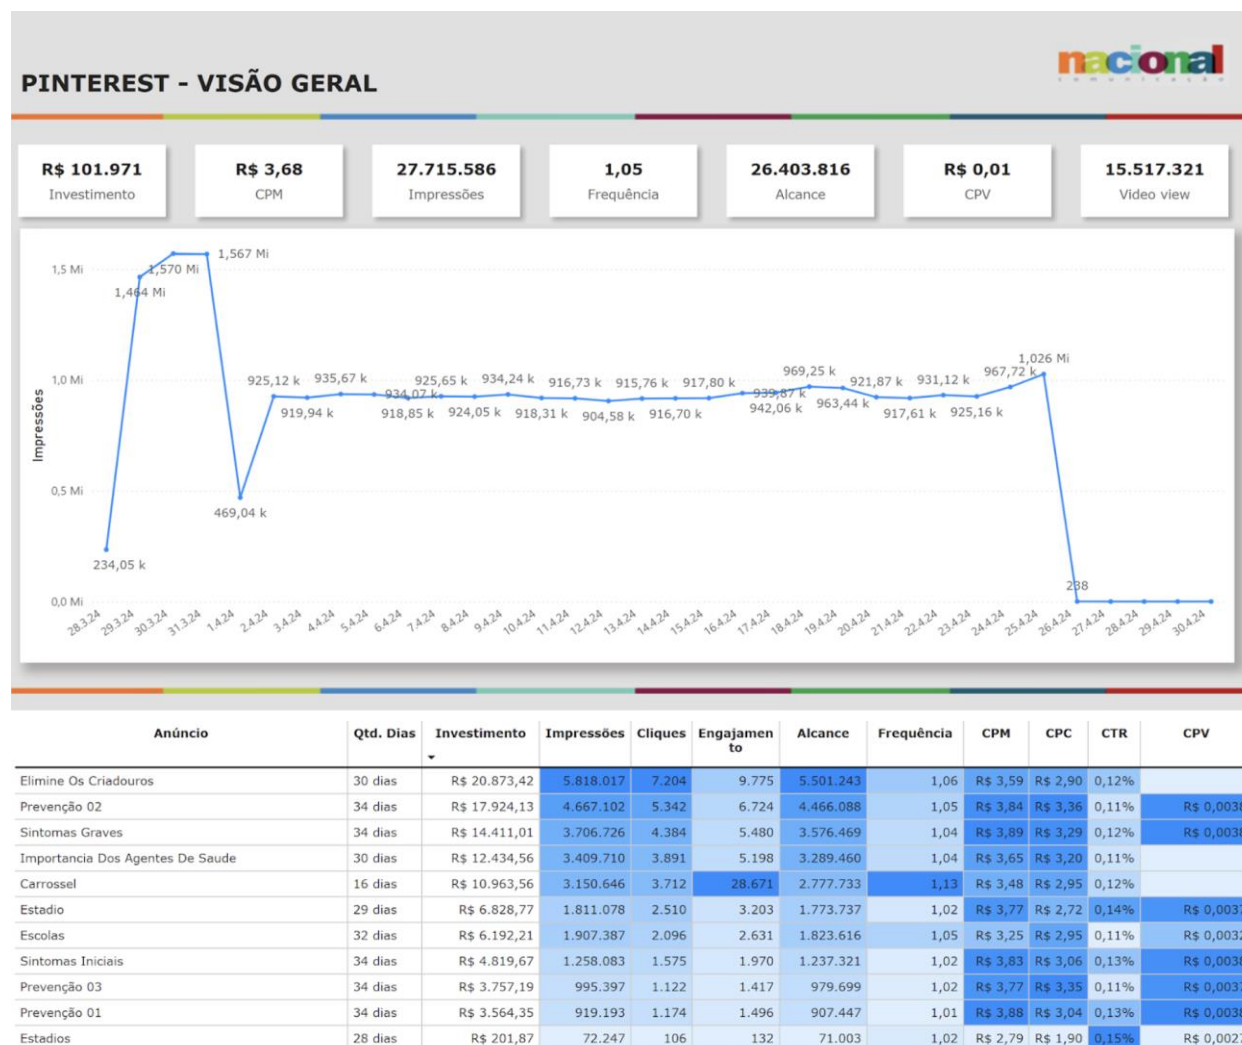 nacional
comunicação
PINTEREST - VISÃO GERAL
R$ 101.971 R$ 3,68 27.715.586 1,05 26.403.816 R$ 0,01 15.517.321
Investimento CPM Impressões Frequência Alcance CPV Video view
1,567 Mi
1,5 Mi
1,570 Mi
1,464 Mi
1,026 Mi
969,25 k 967,72 k
1,0 Mi
925,12 k 935,67 k 925,65 k 934,24 k 916,73 k 915,76 k 917,80 k 921,87 k 931,12 k
934,07 k 939,87 k
919,94 k 918,85 k 924,05 k 918,31 k 904,58 k 916,70 k 942,06 k 963,44 k 917,61 k 925,16 k
Impressões
0,5 Mi
469,04 k
234,05 k
238
0,0 Mi
28.3.24 29.3.24 30.3.24 31.3.24 1.4.24 2.4.24 3.4.24 4.4.24 5.4.24 6.4.24 7.4.24 8.4.24 9.4.24 10.4.24 11.4.24 12.4.24 13.4.24 14.4.24 15.4.24 16.4.24 17.4.24 18.4.24 19.4.24 20.4.24 21.4.24 22.4.24 23.4.24 24.4.24 25.4.24 26.4.24 27.4.24 28.4.24 29.4.24 30.4.24
Anúncio Qtd. Dias Investimento Impressões Cliques Engajamen Alcance Frequência CPM CPC CTR CPV
to
Elimine Os Criadouros 30 dias R$ 20.873,42 5.818.017 7.204 9.775 5.501.243 1,06 R$ 3,59 R$ 2,90 0,12%
Prevenção 02 34 dias R$ 17.924,13 4.667.102 5.342 6.724 4.466.088 1,05 R$ 3,84 R$ 3,36 0,11% R$ 0,0038
Sintomas Graves 34 dias R$ 14.411,01 3.706.726 4.384 5.480 3.576.469 1,04 R$ 3,89 R$ 3,29 0,12% R$ 0,0038
Importancia Dos Agentes De Saude 30 dias R$ 12.434,56 3.409.710 3.891 5.198 3.289.460 1,04 R$ 3,65 R$ 3,20 0,11%
Carrossel 16 dias R$ 10.963,56 3.150.646 3.712 28.671 2.777.733 1,13 R$ 3,48 R$ 2,95 0,12%
Estadio 29 dias R$ 6.828,77 1.811.078 2.510 3.203 1.773.737 1,02 R$ 3,77 R$ 2,72 0,14% R$ 0,0037
Escolas 32 dias R$ 6.192,21 1.907.387 2.096 2.631 1.823.616 1,05 R$ 3,25 R$ 2,95 0,11% R$ 0,0032
Sintomas Iniciais 34 dias R$ 4.819,67 1.258.083 1.575 1.970 1.237.321 1,02 R$ 3,83 R$ 3,06 0,13% R$ 0,0038
Prevenção 03 34 dias R$ 3.757,19 995.397 1.122 1.417 979.699 1,02 R$ 3,77 R$ 3,35 0,11% R$ 0,0037
Prevenção 01 34 dias R$ 3.564,35 919.193 1.174 1.496 907.447 1,01 R$ 3,88 R$ 3,04 0,13% R$ 0,0038
Estadios 28 dias R$ 201,87 72.247 106 132 71.003 1,02 R$ 2,79 R$ 1,90 0,15% R$ 0,0027